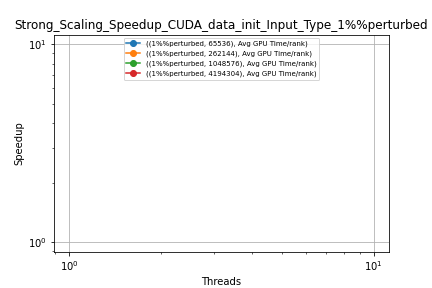 Strong_Scaling_Speedup_CUDA_data_init_Input_Type_1%%perturbed
10¹
((1%%perturbed, 65536), Avg GPU Time/rank)
((1%%perturbed, 262144), Avg GPU Time/rank)
((1%%perturbed, 1048576), Avg GPU Time/rank)
((1%%perturbed, 4194304), Avg GPU Time/rank)
Speedup
10⁰
10⁰ 10¹
Threads